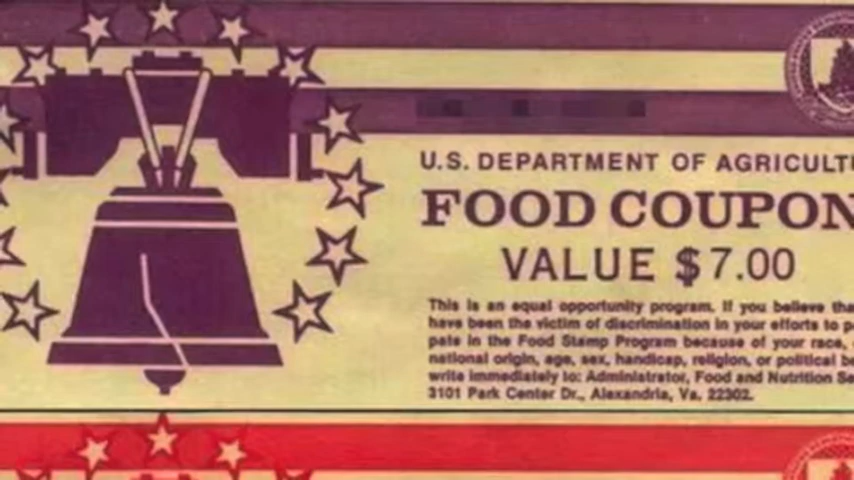 U.S. DEPARTMENT OF AGRICULTU
FOOD COUPON
VALUE $7.00
This is an equal opportunity program. If you believe tha
have been the victim of discrimination in your efforts to p
pate in the Food Stamp Program because of your race,
national origin, age, sex, handicap, religion, or political be
write immediately to: Administrator, Food and Nutrition Se
3101 Park Center Dr., Alexandria, Va. 22302.